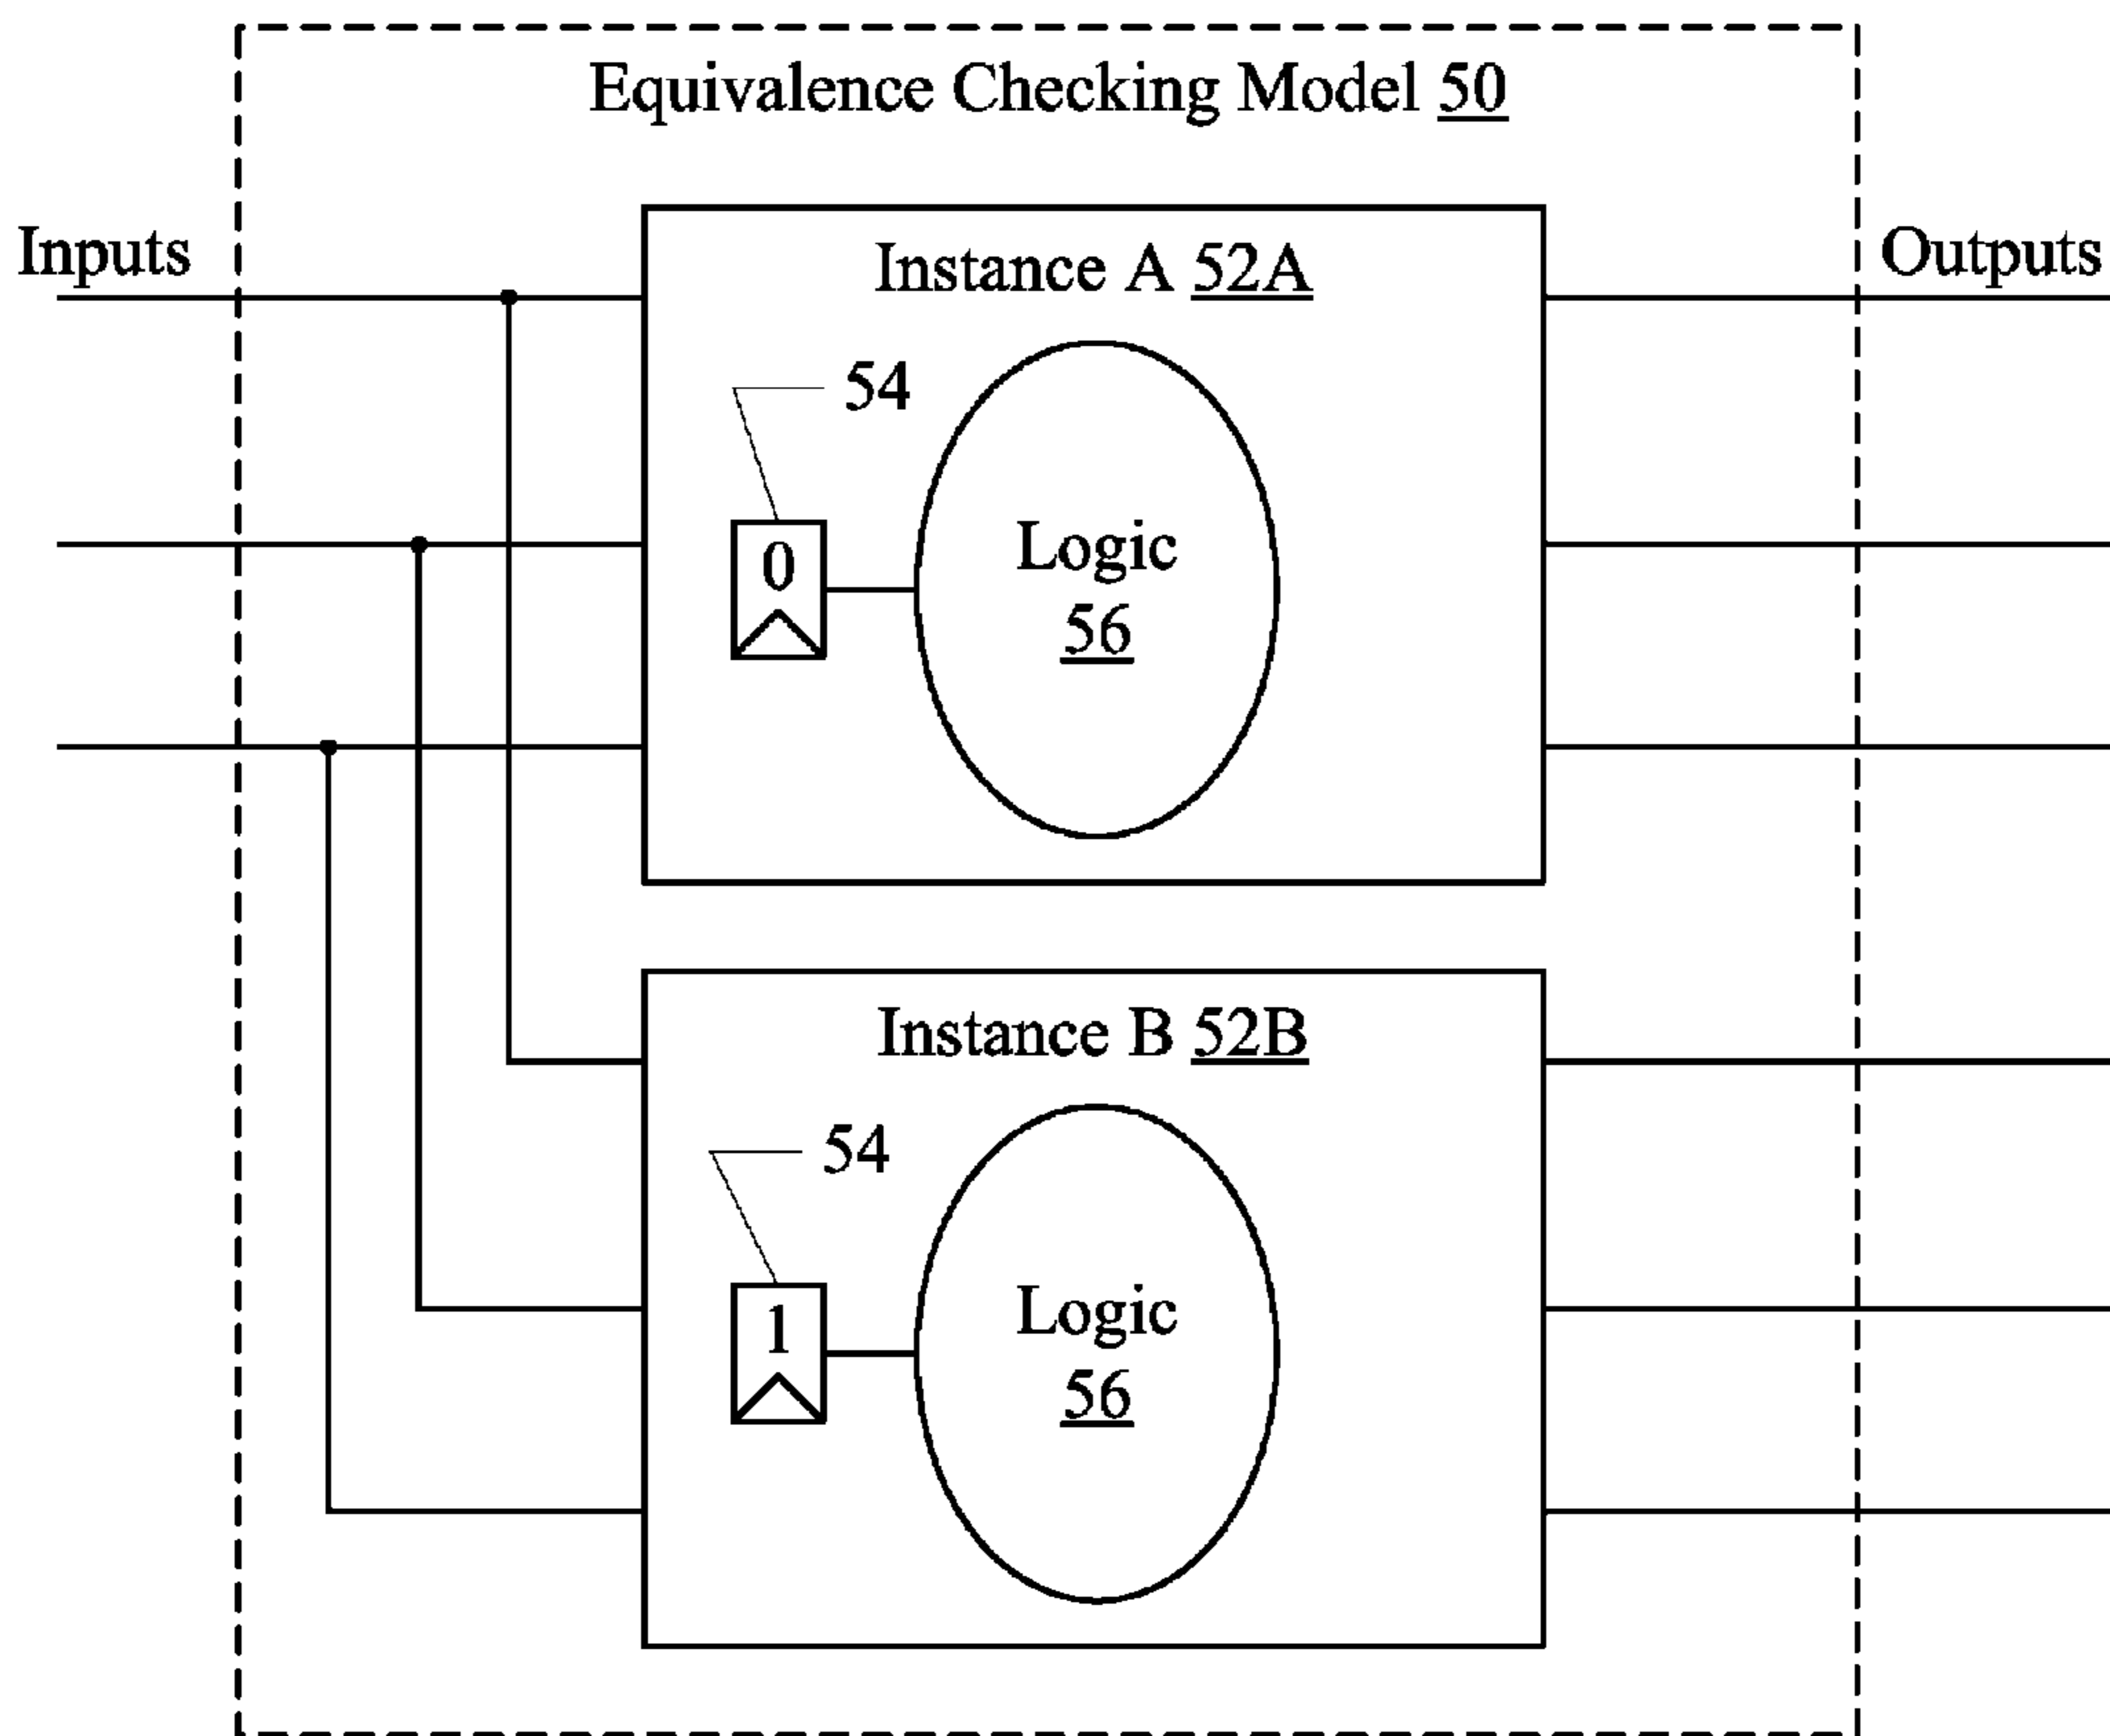 Equivalence Checking Model 50
Inputs
Outputs
Instance A 52A
54
0
Logic
56
Instance B 52B
54
1
Logic
56